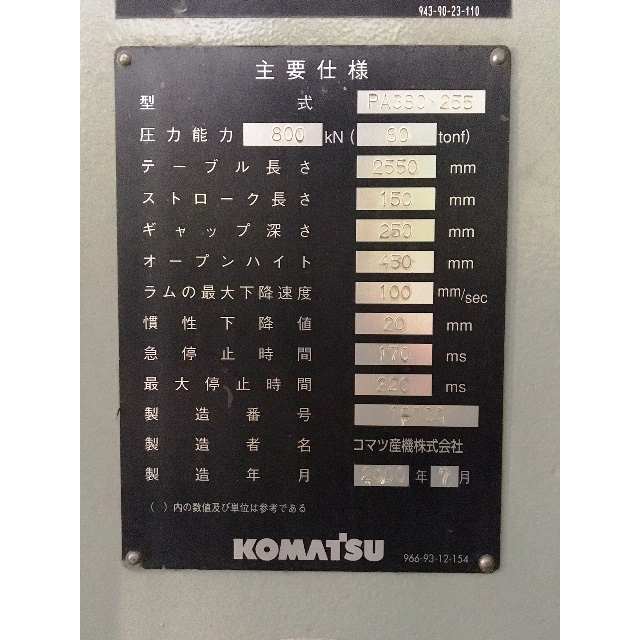 943-90-23-110
主要仕様
型 式
圧力能力 800 kN ( 80 tonf)
テーブル長さ 2550 mm
ストローク長さ 150 mm
ギャップ深さ 250 mm
オープンハイト 450 mm
ラムの最大下降速度 100 mm/sec
慣性下降値 20 mm
急停止時間 170 ms
最大停止時間 mS
製造番号
製造者名 コマツ産機株式会社
製造年月 年 7 月
( )内の数値及び単位は参考である
KOMATSU 966-93-12-154